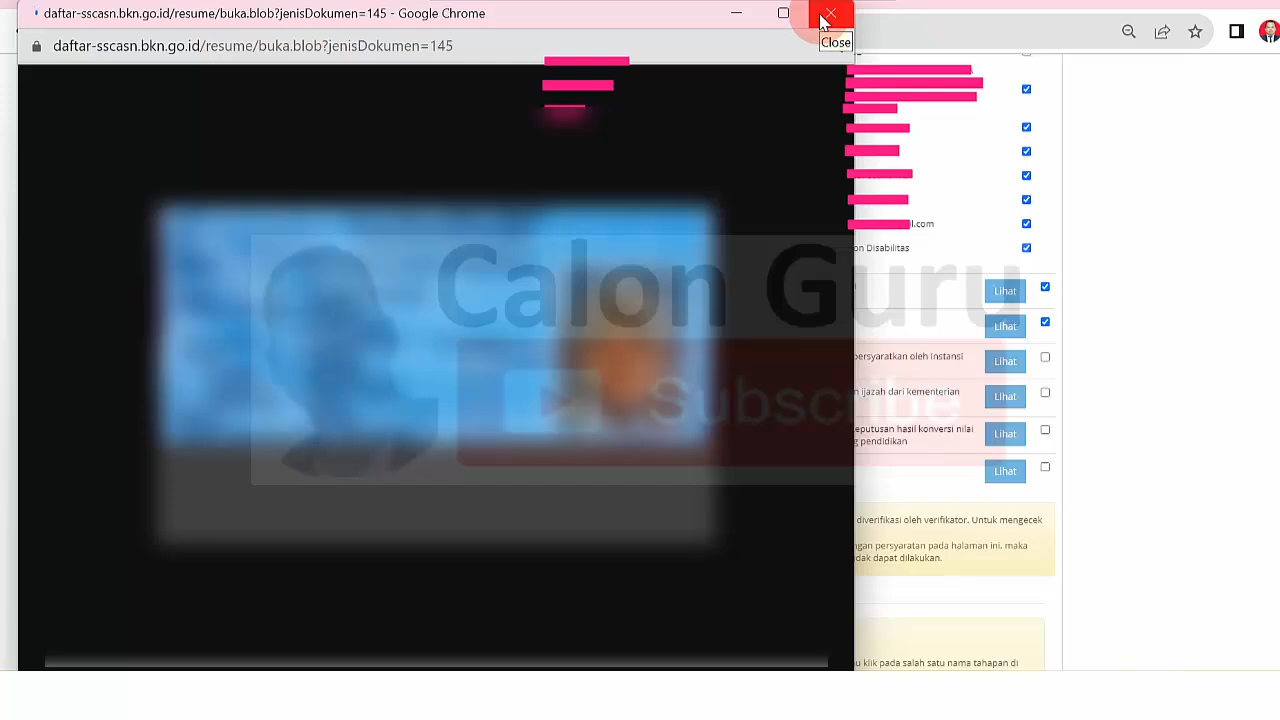 daftar-sscasn.bkn.go.id/resume/buka.blob?jenisDokumen=145 - Google Chrome
daftar-sscasn.bkn.go.id/resume/buka.blob?jenisDokumen=145
Close
l.com
on Disabilitas
Calon Guru
Subscribe
Lihat
Lihat
persyaratkan oleh Instansi
Lihat
n ijazah dari kementerian
Lihat
eputusan hasil konversi nilai
g pendidikan
Lihat
Lihat
diverifikasi oleh verifikator. Untuk mengecek
ngan persyaratan pada halaman ini, maka
dak dapat dilakukan.
u klik pada salah satu nama tahapan di